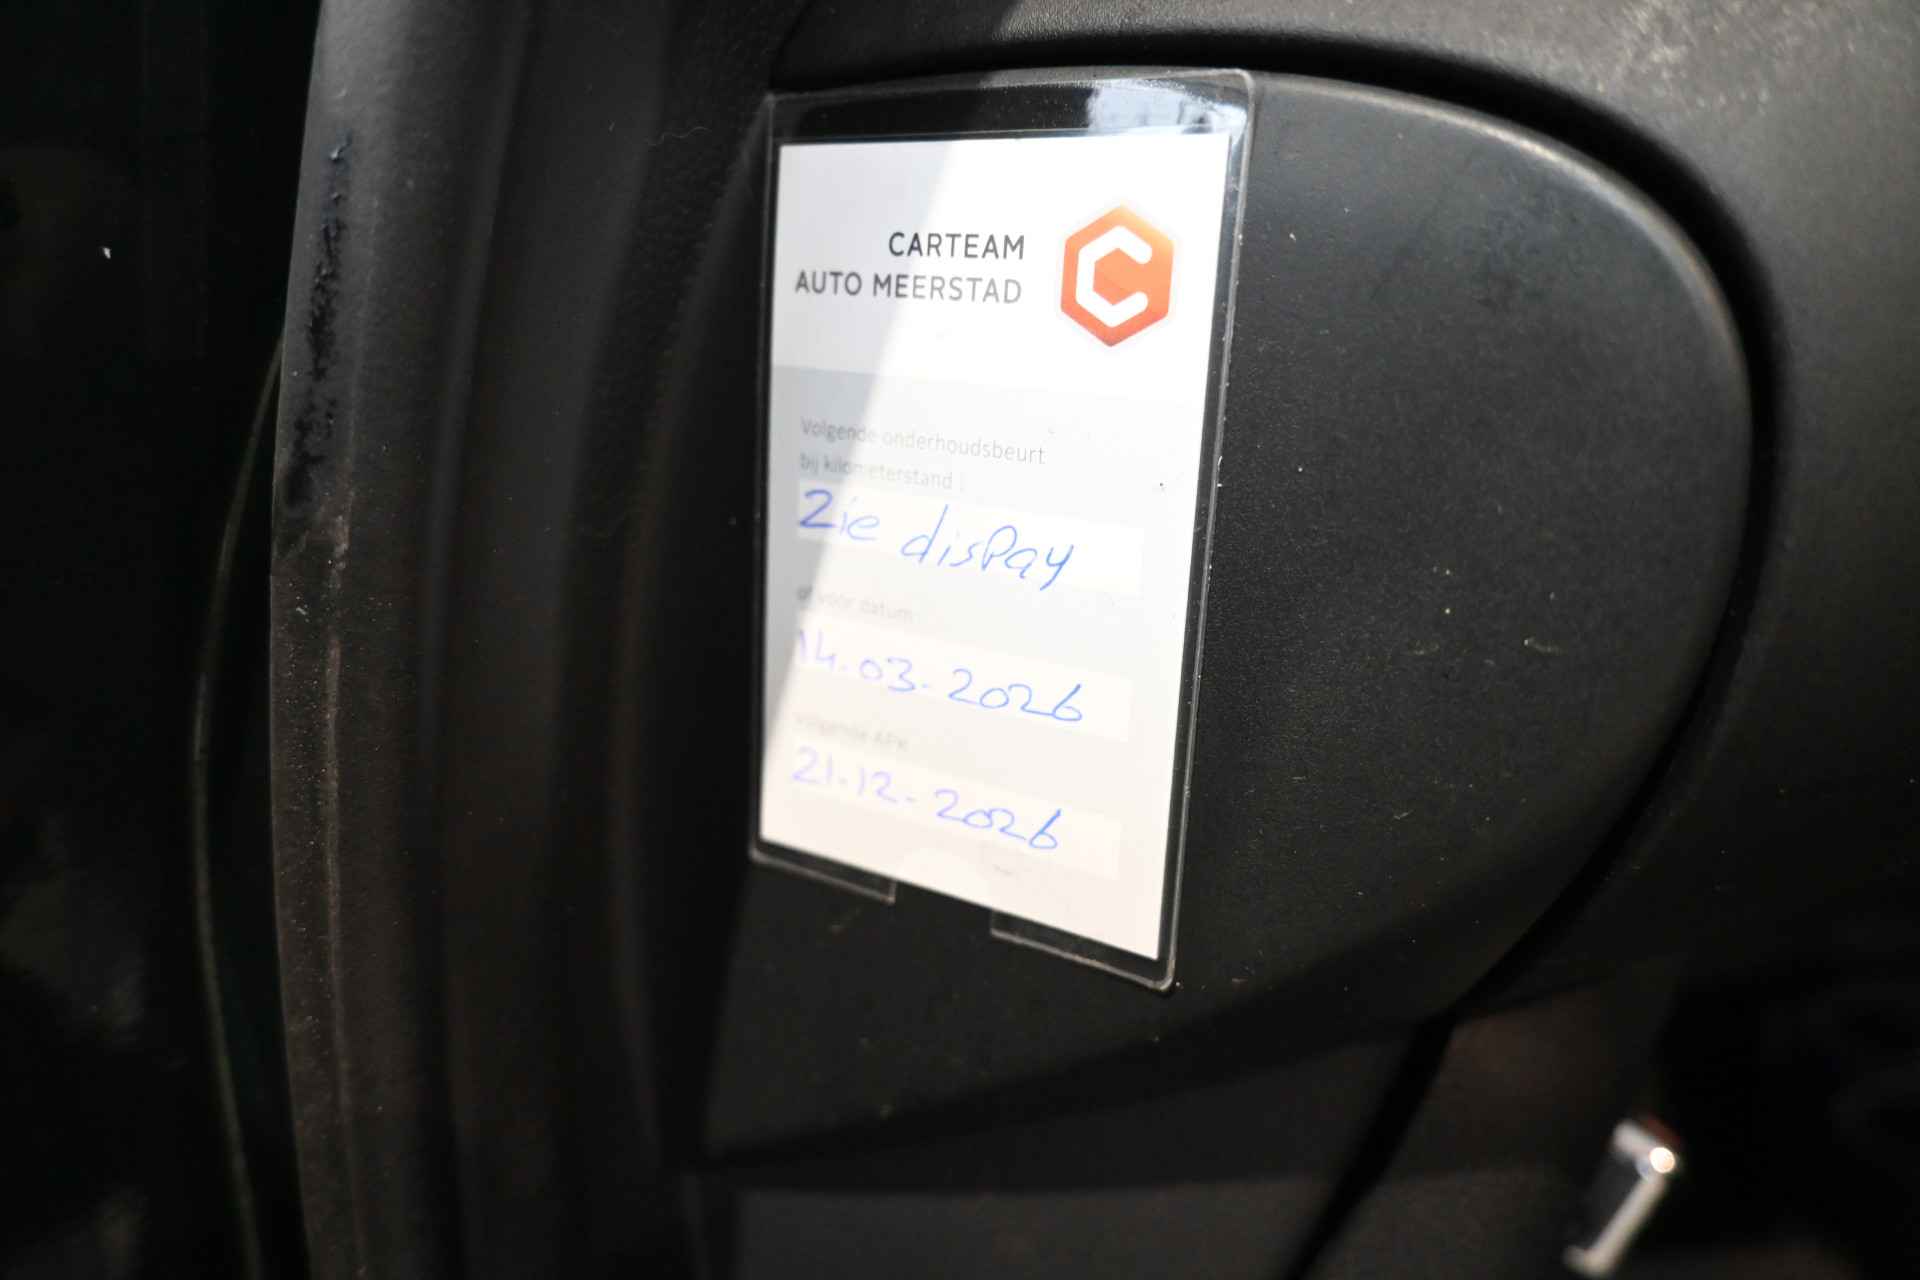 CARTEAM
AUTO MEERSTAD
Volgende onderhoudsbeurt
bij kilometerstand :
Zie dispay
of voor datum
14.03-2026
Volgende APK
21.12-2026